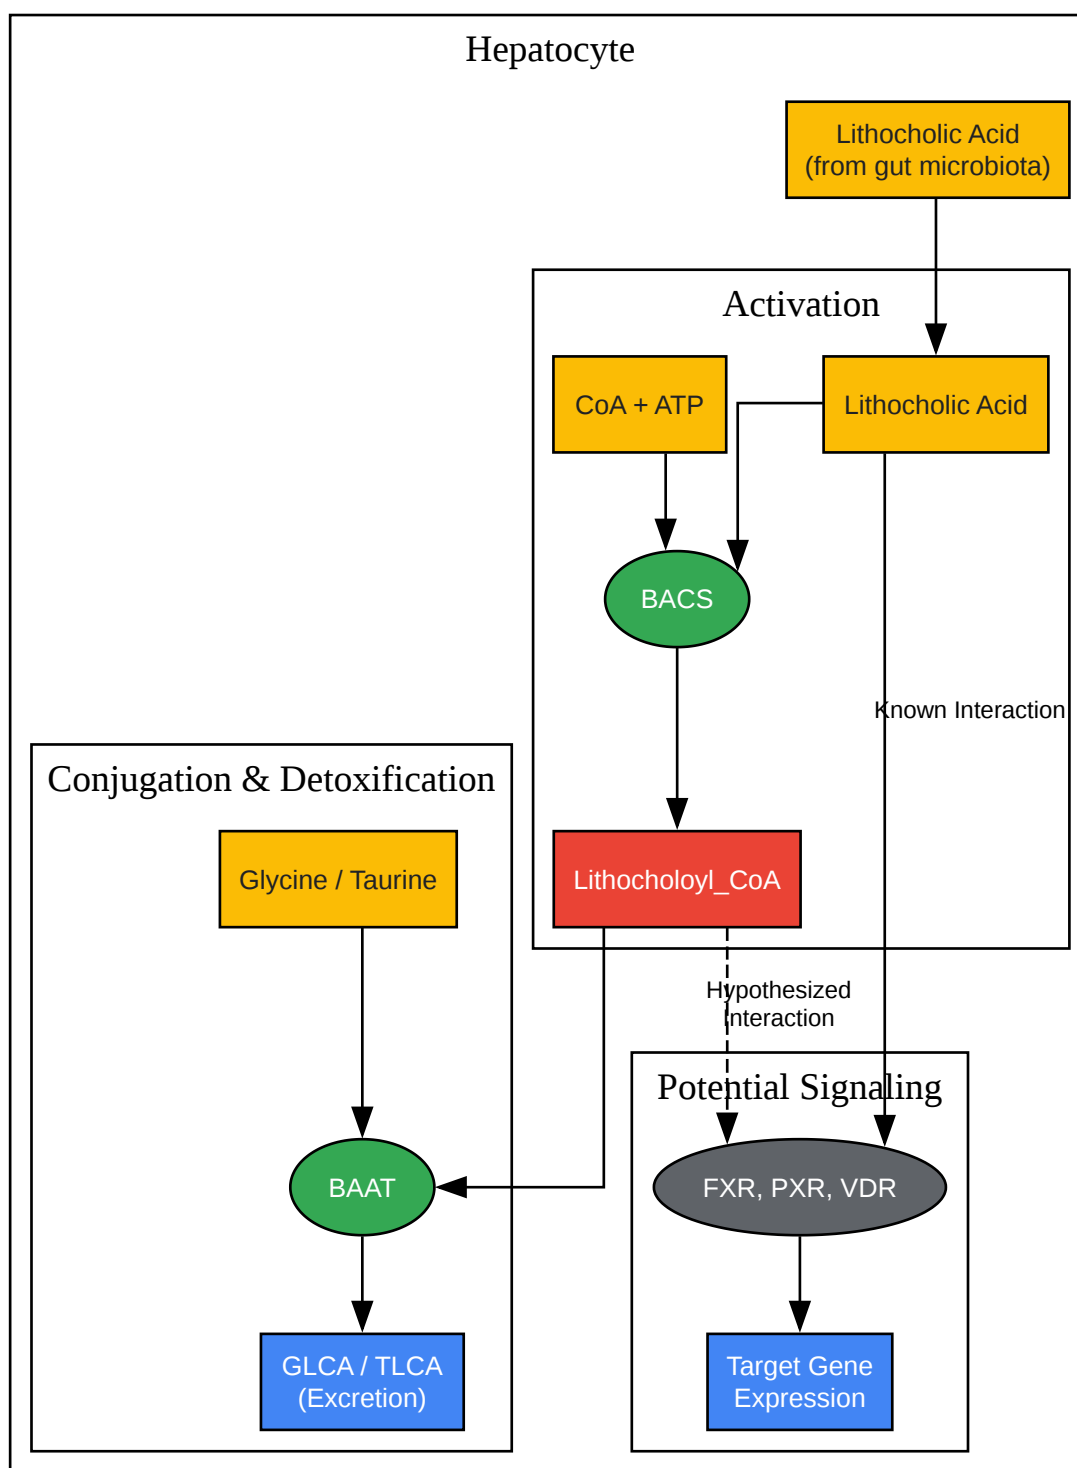 Hepatocyte
Lithocholic Acid
(from gut microbiota)
Activation
CoA + ATP
Lithocholic Acid
BACS
Known Interaction
Conjugation & Detoxification
Glycine / Taurine
Lithocholoyl_CoA
Hypothesized
Interaction
Potential Signaling
BAAT
FXR, PXR, VDR
GLCA / TLCA
(Excretion)
Target Gene
Expression